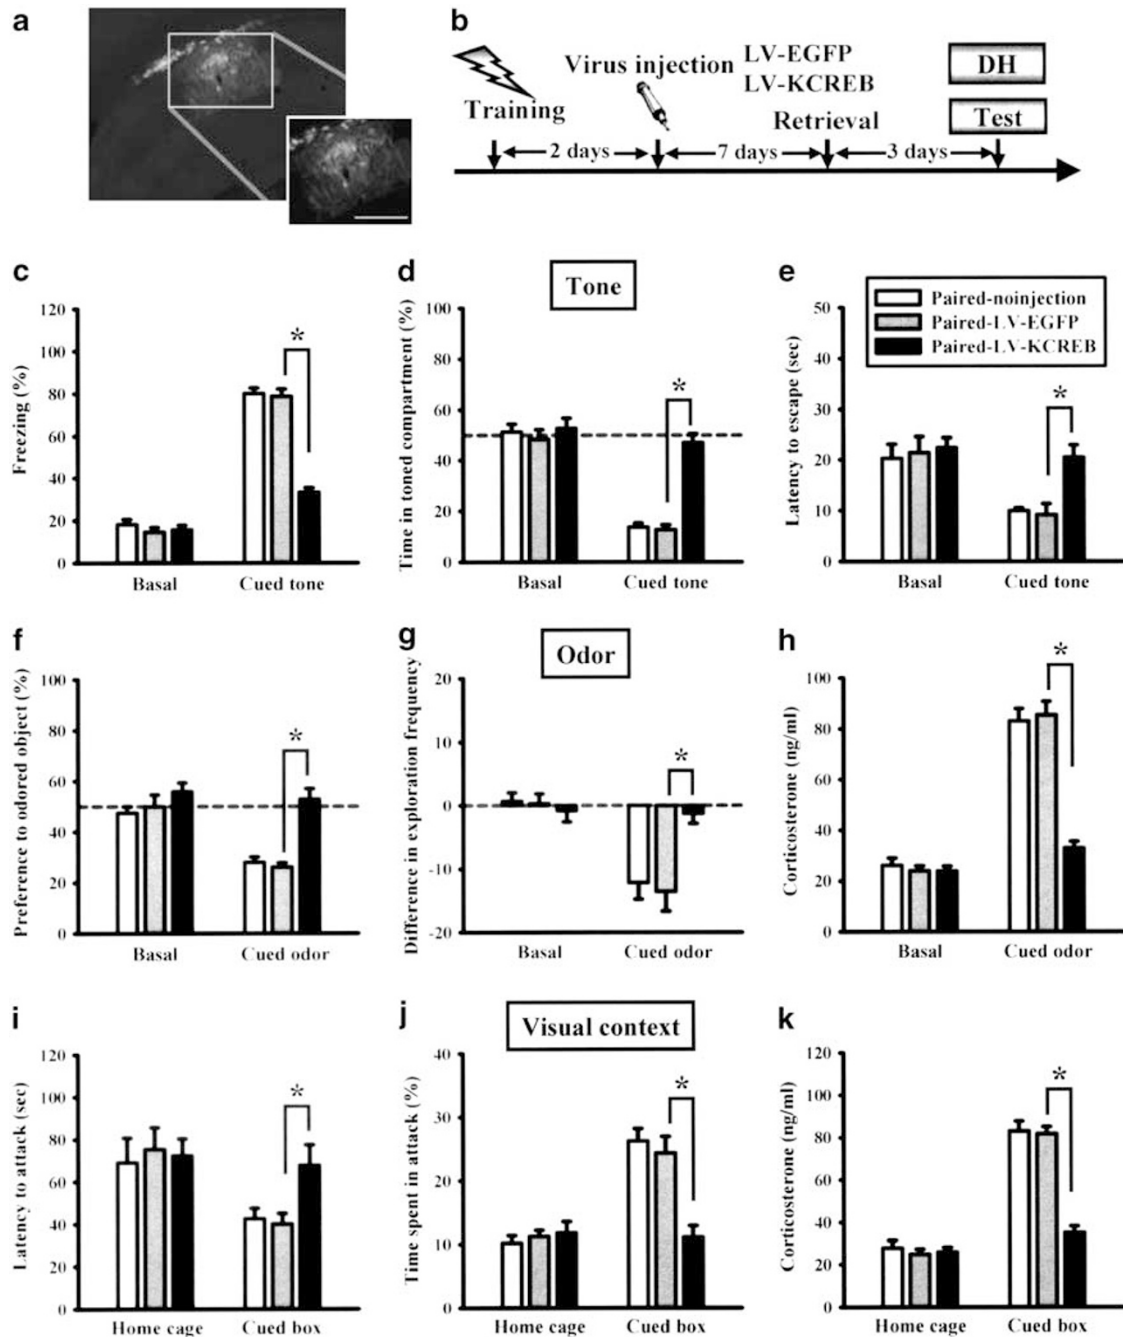 a
b
Training
Virus injection
LV-EGFP
LV-KCREB
Retrieval
DH
Test
2 days
7 days
3 days
c
Freezing (%)
120
100
80
60
40
20
0
Basal
Cued tone
*
d
Tone
Time in toned compartment (%)
100
80
60
40
20
0
Basal
Cued tone
*
e
Paired-noinjection
Paired-LV-EGFP
Paired-LV-KCREB
Latency to escape (sec)
50
40
30
20
10
0
Basal
Cued tone
*
f
Preference to odored object (%)
100
80
60
40
20
0
Basal
Cued odor
*
g
Odor
Difference in exploration frequency
20
10
0
-10
-20
Basal
Cued odor
*
h
Corticosterone (ng/ml)
100
80
60
40
20
0
Basal
Cued odor
*
i
Latency to attack (sec)
120
100
80
60
40
20
0
Home cage
Cued box
*
j
Visual context
Time spent in attack (%)
40
30
20
10
0
Home cage
Cued box
*
k
Corticosterone (ng/ml)
120
100
80
60
40
20
0
Home cage
Cued box
*